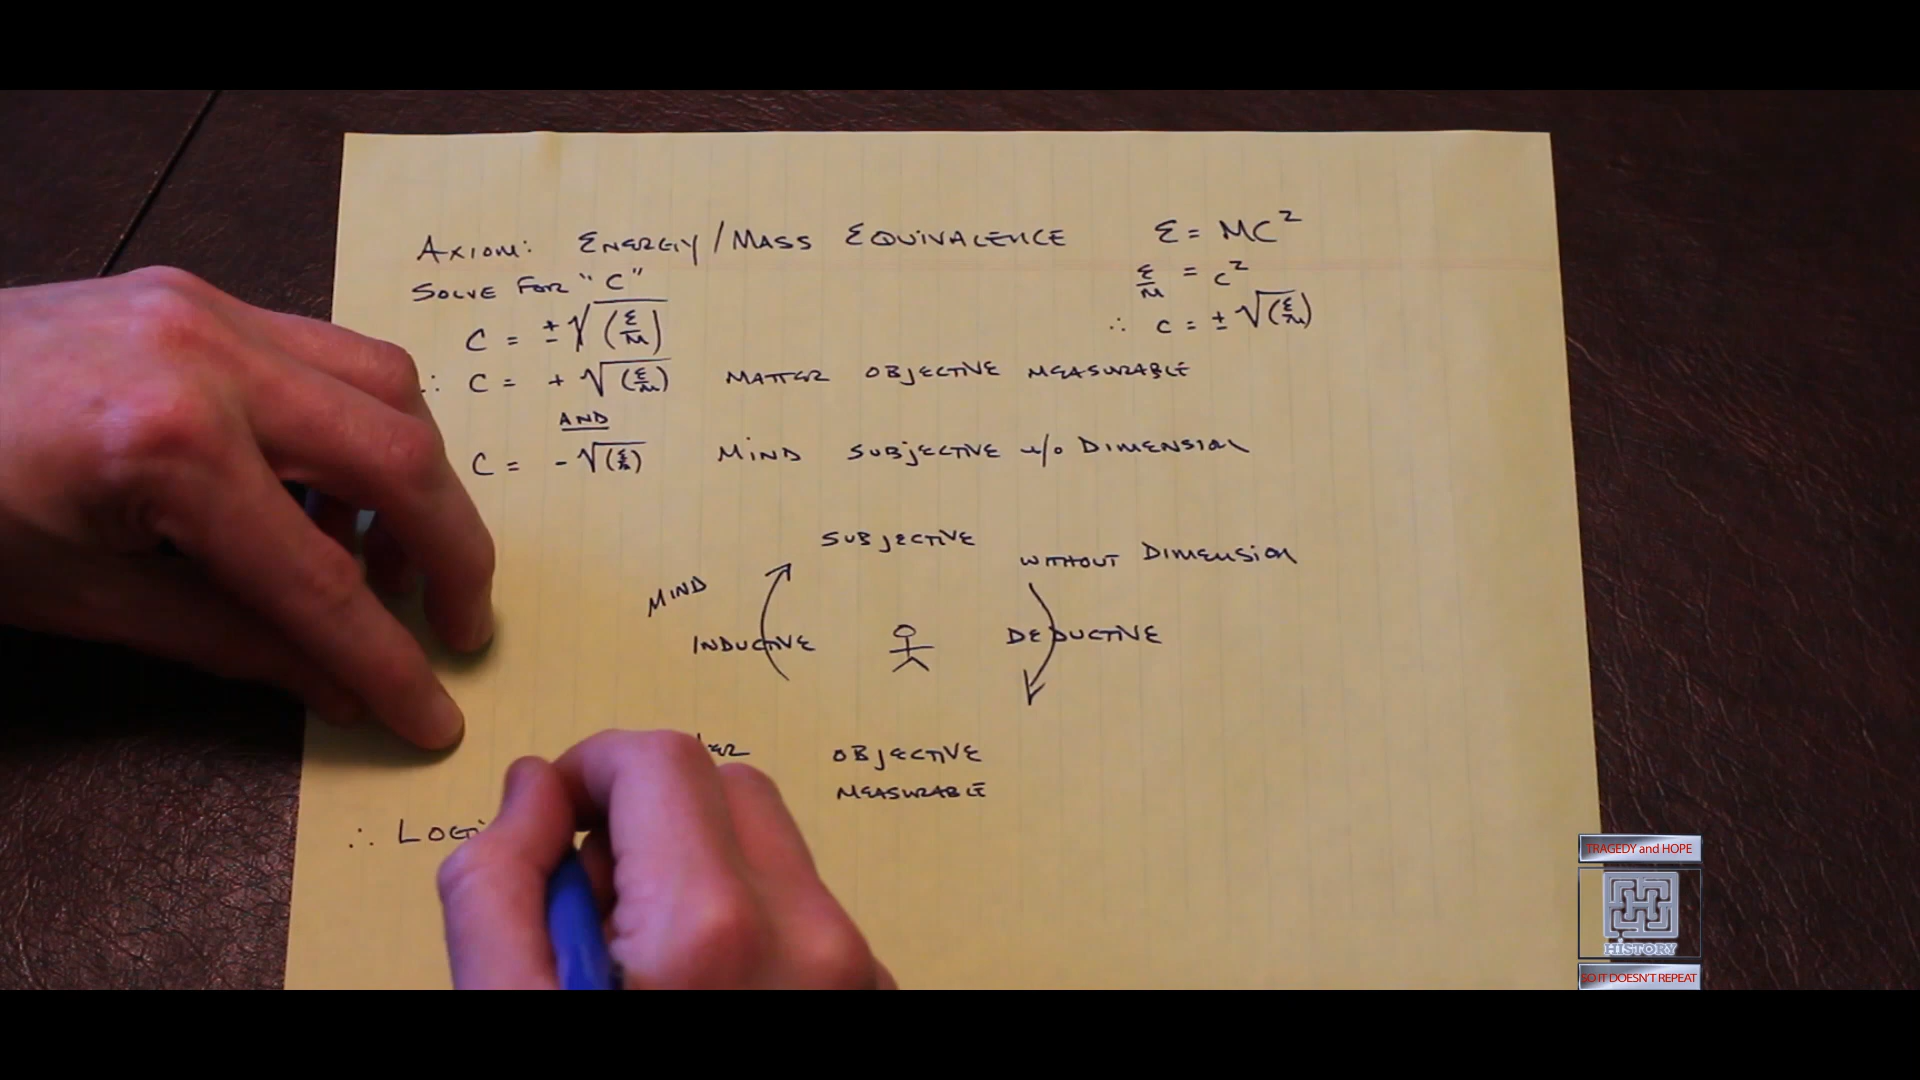 AXIOM: ENERGY/MASS EQUIVALENCE E = MC²
SOLVE FOR "C"
E/M = C²
C = ±√(E/M)
∴ C = ±√(E/M)
∴ C = +√(E/M) MATTER OBJECTIVE MEASURABLE
AND
C = -√(E/M) MIND SUBJECTIVE w/o DIMENSION
SUBJECTIVE
WITHOUT DIMENSION
MIND
INDUCTIVE
DEDUCTIVE
OBJECTIVE
MEASURABLE
∴ LOGI
TRAGEDY and HOPE
HISTORY
SO IT DOESN'T REPEAT